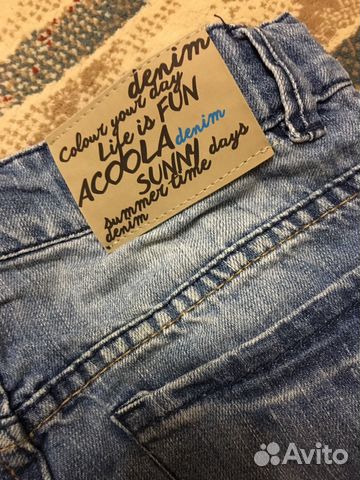 denim
Colour your day
Life is FUN
ACOOLA denim
SUNNY days
summer time
denim
Avito